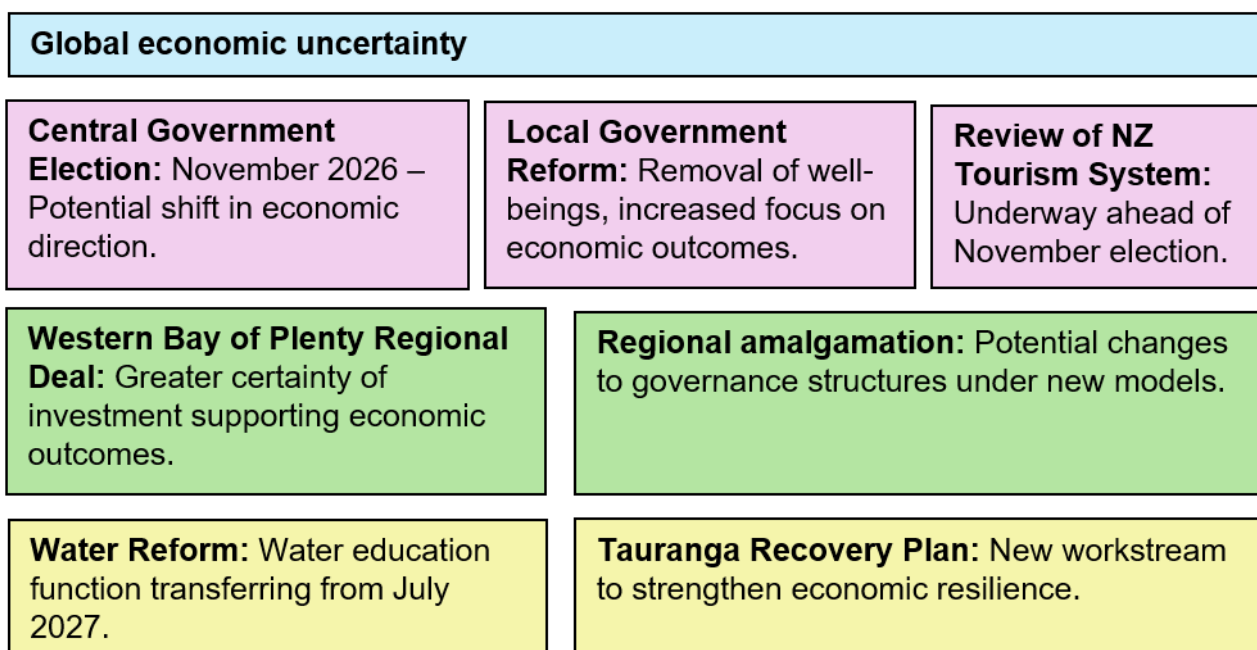 Global economic uncertainty
Central Government
Election: November 2026 –
Potential shift in economic
direction.
Local Government
Reform: Removal of well-
beings, increased focus on
economic outcomes.
Review of NZ
Tourism System:
Underway ahead of
November election.
Western Bay of Plenty Regional
Deal: Greater certainty of
investment supporting economic
outcomes.
Regional amalgamation: Potential changes
to governance structures under new models.
Water Reform: Water education
function transferring from July
2027.
Tauranga Recovery Plan: New workstream
to strengthen economic resilience.